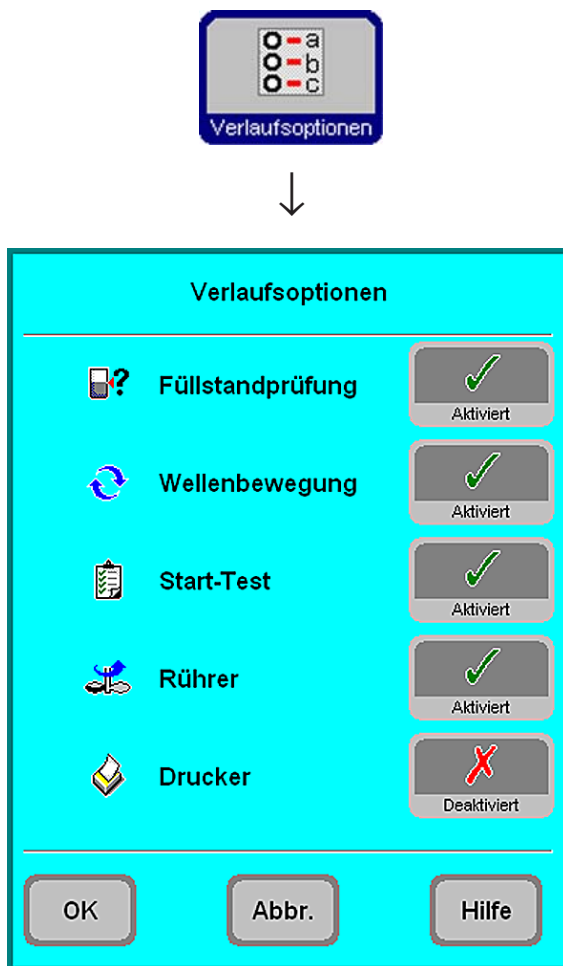 a
b
c
Verlaufsoptionen
Verlaufsoptionen
?
Füllstandprüfung
Aktiviert
Wellenbewegung
Aktiviert
Start-Test
Aktiviert
Rührer
Aktiviert
Drucker
Deaktiviert
OK Abbr. Hilfe